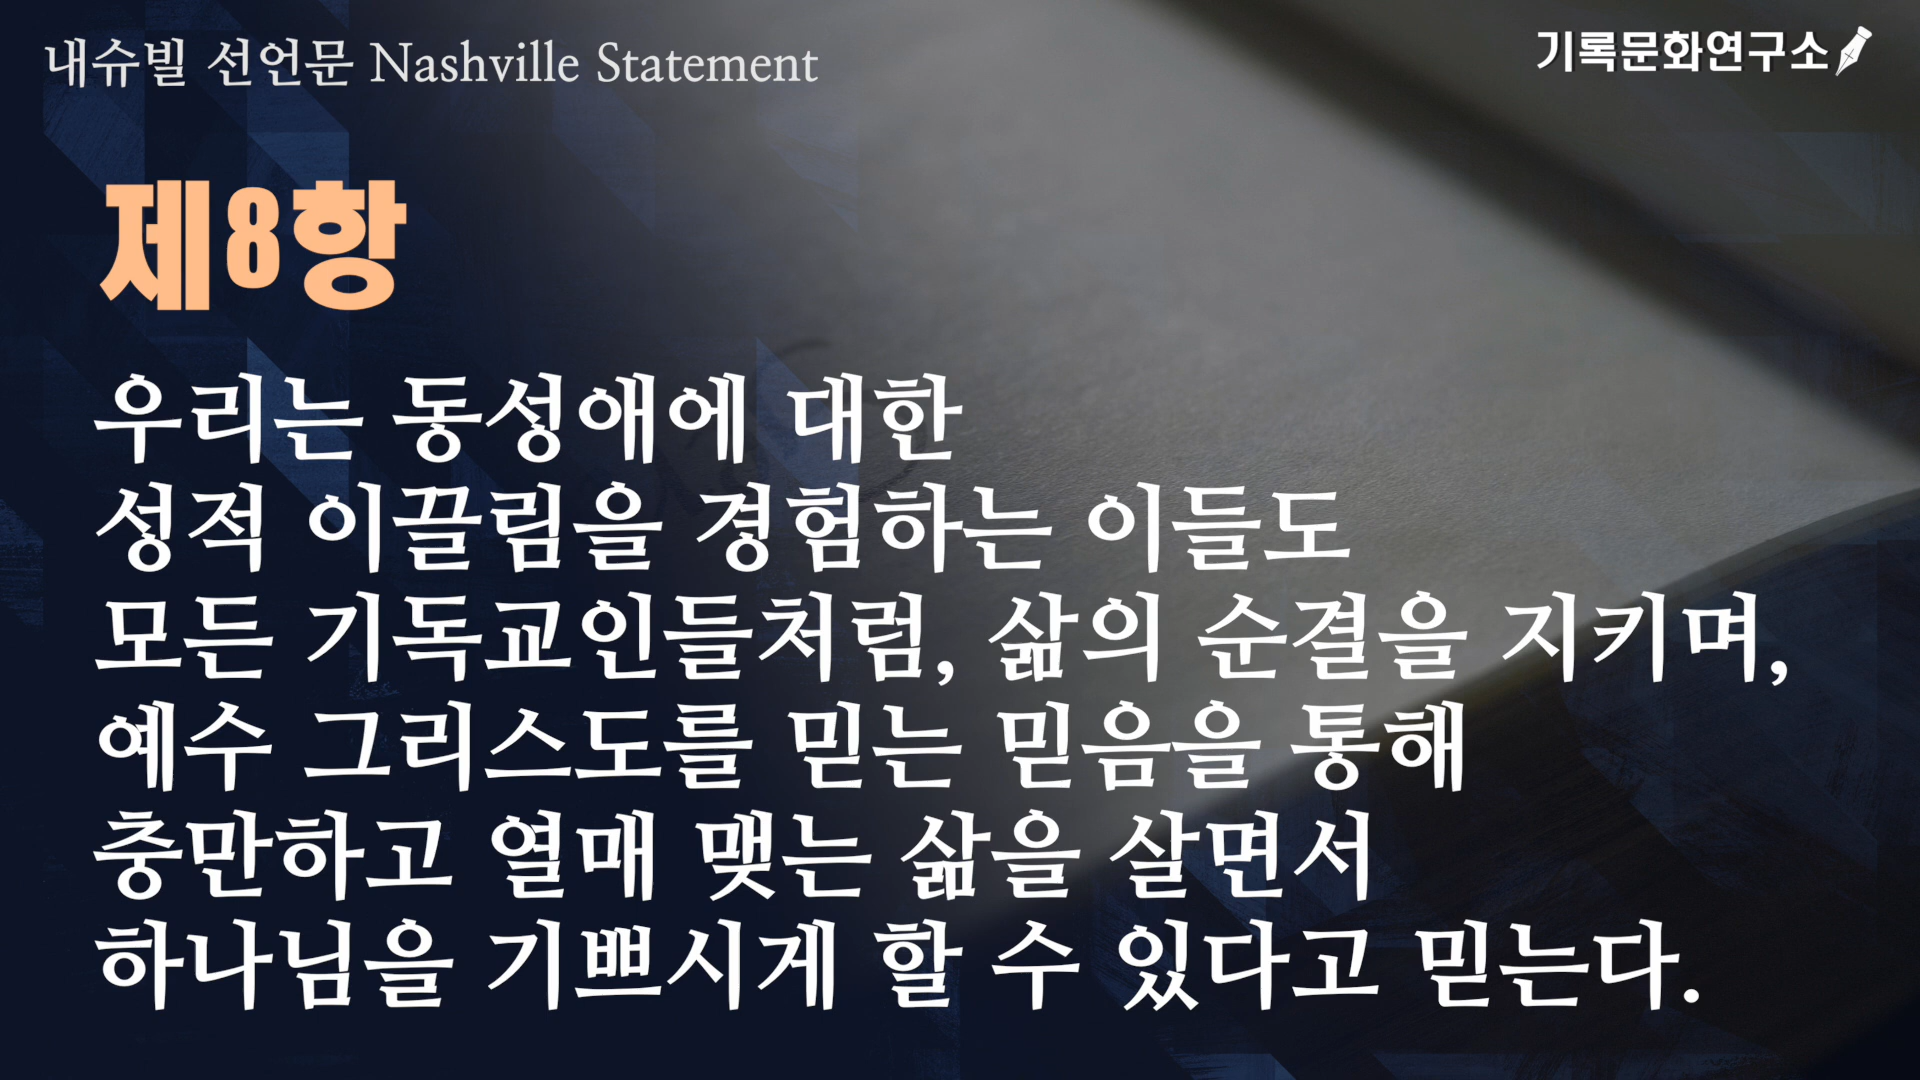 내슈빌 선언문 Nashville Statement
기록문화연구소
제8항
우리는 동성애에 대한
성적 이끌림을 경험하는 이들도
모든 기독교인들처럼, 삶의 순결을 지키며,
예수 그리스도를 믿는 믿음을 통해
충만하고 열매 맺는 삶을 살면서
하나님을 기쁘시게 할 수 있다고 믿는다.